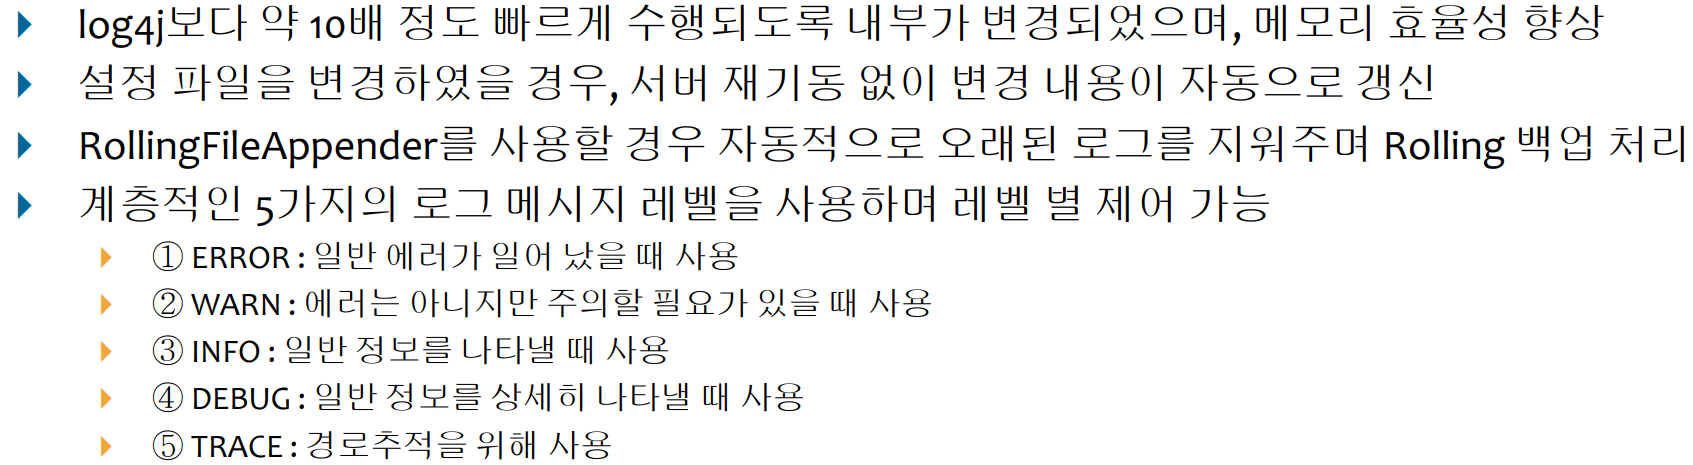 log4j보다 약 10배 정도 빠르게 수행되도록 내부가 변경되었으며, 메모리 효율성 향상
설정 파일을 변경하였을 경우, 서버 재기동 없이 변경 내용이 자동으로 갱신
RollingFileAppender를 사용할 경우 자동적으로 오래된 로그를 지워주며 Rolling 백업 처리
계층적인 5가지의 로그 메시지 레벨을 사용하며 레벨 별 제어 가능
① ERROR : 일반 에러가 일어 났을 때 사용
② WARN : 에러는 아니지만 주의할 필요가 있을 때 사용
③ INFO : 일반 정보를 나타낼 때 사용
④ DEBUG : 일반 정보를 상세히 나타낼 때 사용
⑤ TRACE : 경로추적을 위해 사용